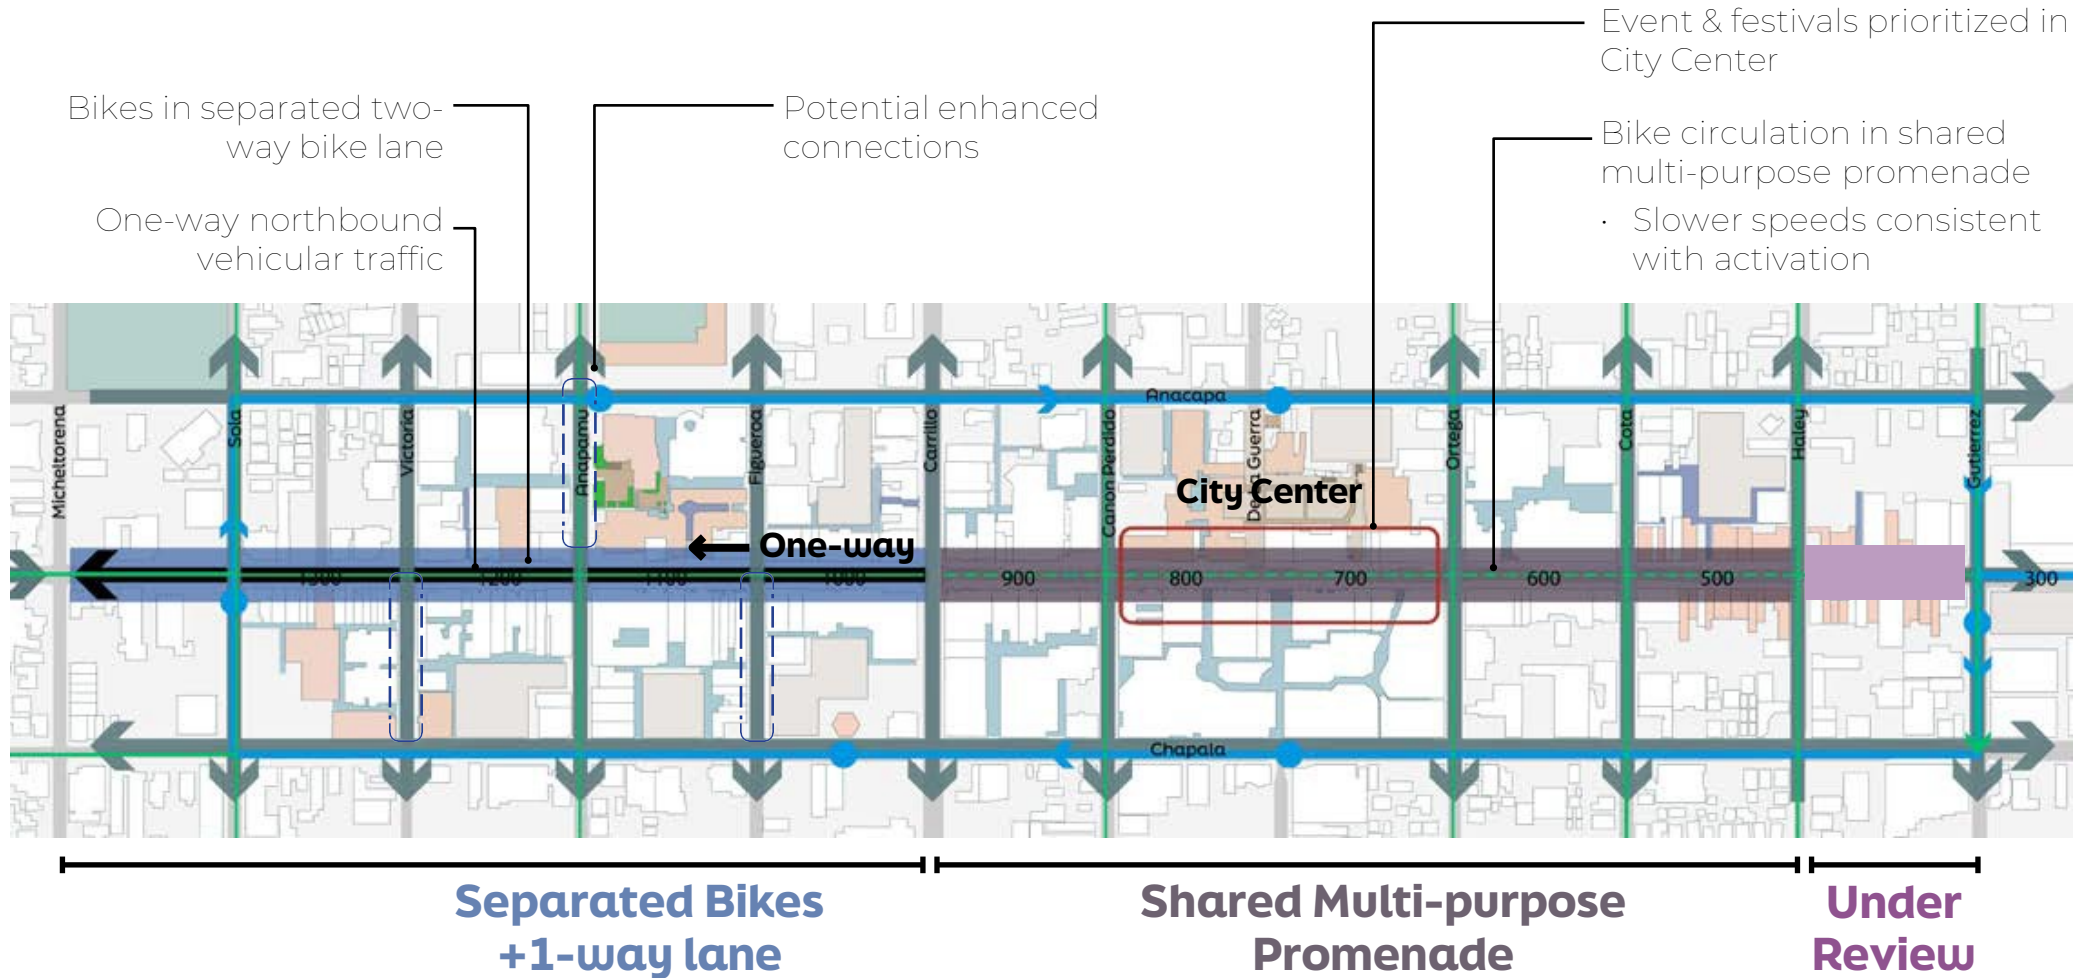 Event & festivals prioritized in
City Center
Bikes in separated two-
way bike lane
Potential enhanced
connections
Bike circulation in shared
multi-purpose promenade
· Slower speeds consistent
with activation
One-way northbound
vehicular traffic
Anacapa
Micheltorena
Sola
Victoria
Anapamu
Figueroa
Carrillo
Canon Perdido
De La Guerra
Ortega
Cota
Haley
Gutierrez
City Center
One-way
1300
1200
1100
1000
900
800
700
600
500
300
Chapala
Separated Bikes
+1-way lane
Shared Multi-purpose
Promenade
Under
Review